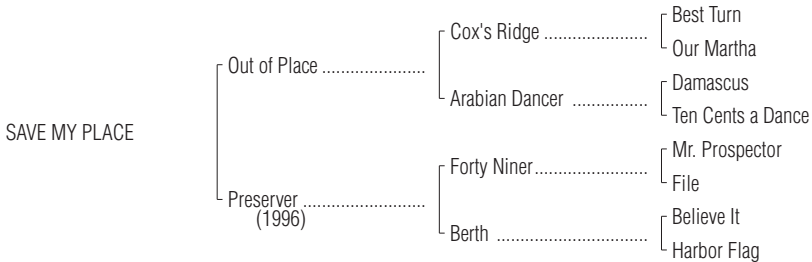 Best Turn
Cox's Ridge ......................
Our Martha
Out of Place ......................
Damascus
Arabian Dancer ................
Ten Cents a Dance
SAVE MY PLACE
Mr. Prospector
Forty Niner........................
File
Preserver ..........................
(1996)
Believe It
Berth ................................
Harbor Flag